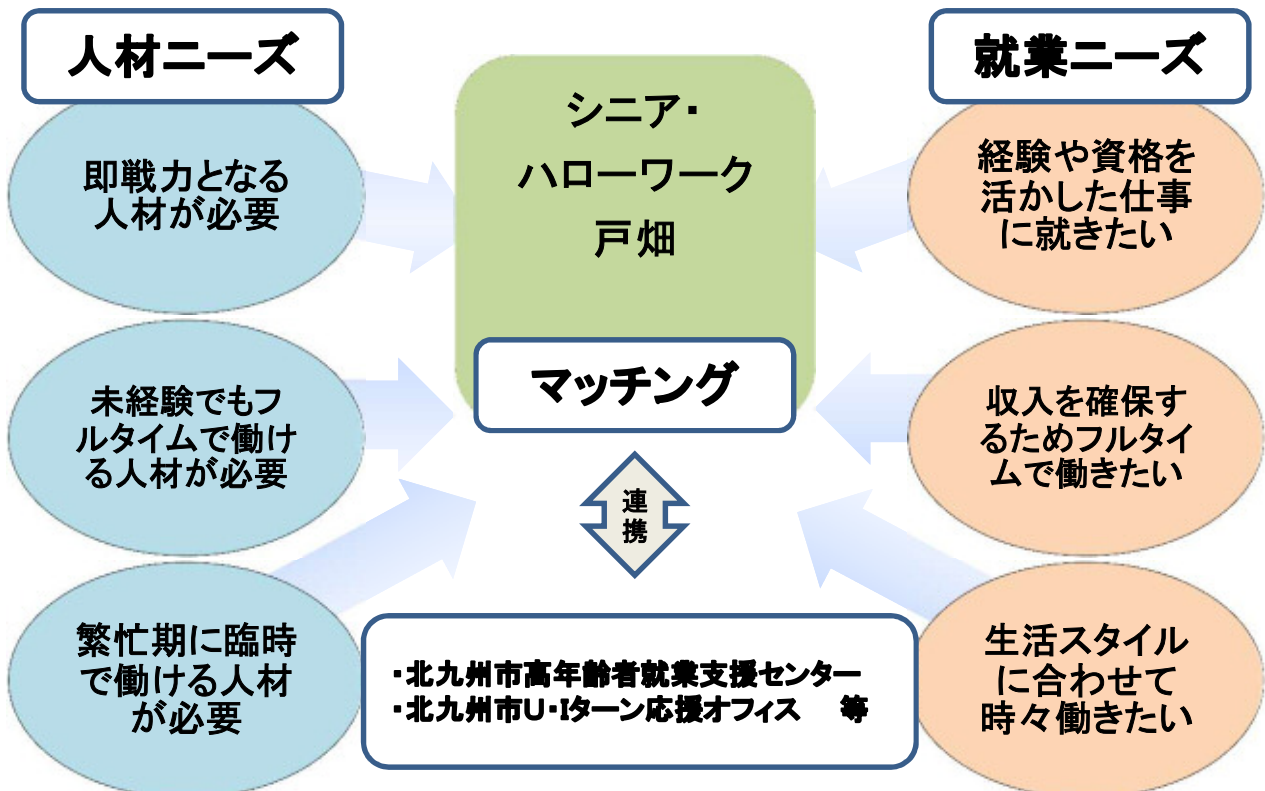 人材ニーズ
即戦力となる
人材が必要
未経験でもフ
ルタイムで働け
る人材が必要
繁忙期に臨時
で働ける人材
が必要
シニア・
ハローワーク
戸畑
マッチング
連
携
・北九州市高年齢者就業支援センター
・北九州市U・Iターン応援オフィス 等
就業ニーズ
経験や資格を
活かした仕事
に就きたい
収入を確保す
るためフルタイ
ムで働きたい
生活スタイル
に合わせて
時々働きたい